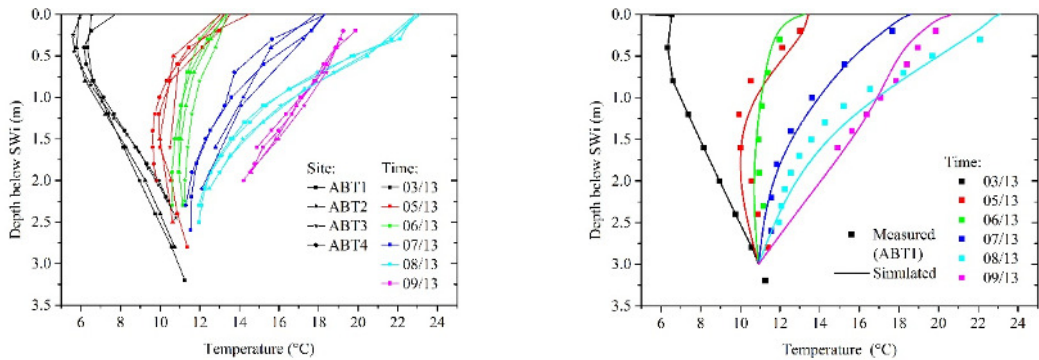 0.0
0.5
1.0
1.5
2.0
2.5
3.0
3.5
Depth below SWi (m)
6 8 10 12 14 16 18 20 22 24
Temperature (°C)
Site: Time:
ABT1 03/13
ABT2 05/13
ABT3 06/13
ABT4 07/13
08/13
09/13
0.0
0.5
1.0
1.5
2.0
2.5
3.0
3.5
Depth below SWi (m)
6 8 10 12 14 16 18 20 22 24
Temperature (°C)
Time:
03/13
05/13
06/13
07/13
08/13
09/13
Measured
(ABT1)
Simulated